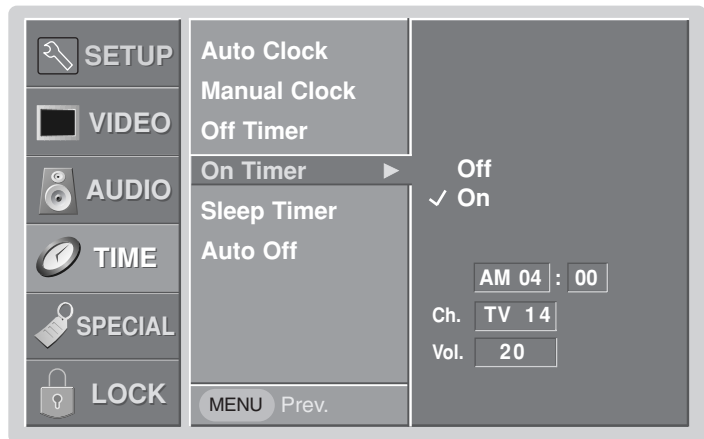 SETUP
VIDEO
AUDIO
TIME
SPECIAL
LOCK
Auto Clock
Manual Clock
Off Timer
On Timer ►
Sleep Timer
Auto Off
MENU Prev.
Off
✓ On
AM 04 : 00
Ch. TV 14
Vol. 20